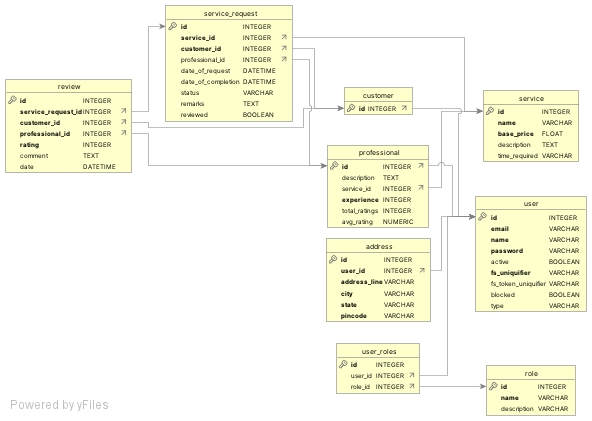 service_request
id INTEGER
service_id INTEGER
customer_id INTEGER
professional_id INTEGER
date_of_request DATETIME
date_of_completion DATETIME
status VARCHAR
remarks TEXT
reviewed BOOLEAN
review
id INTEGER
service_request_id INTEGER
customer_id INTEGER
professional_id INTEGER
rating INTEGER
comment TEXT
date DATETIME
customer
id INTEGER
service
id INTEGER
name VARCHAR
base_price FLOAT
description TEXT
time_required VARCHAR
professional
id INTEGER
description TEXT
service_id INTEGER
experience INTEGER
total_ratings INTEGER
avg_rating NUMERIC
user
id INTEGER
email VARCHAR
name VARCHAR
password VARCHAR
active BOOLEAN
fs_uniquifier VARCHAR
fs_token_uniquifier VARCHAR
blocked BOOLEAN
type VARCHAR
address
id INTEGER
user_id INTEGER
address_line VARCHAR
city VARCHAR
state VARCHAR
pincode VARCHAR
user_roles
id INTEGER
user_id INTEGER
role_id INTEGER
role
id INTEGER
name VARCHAR
description VARCHAR
Powered by yFiles